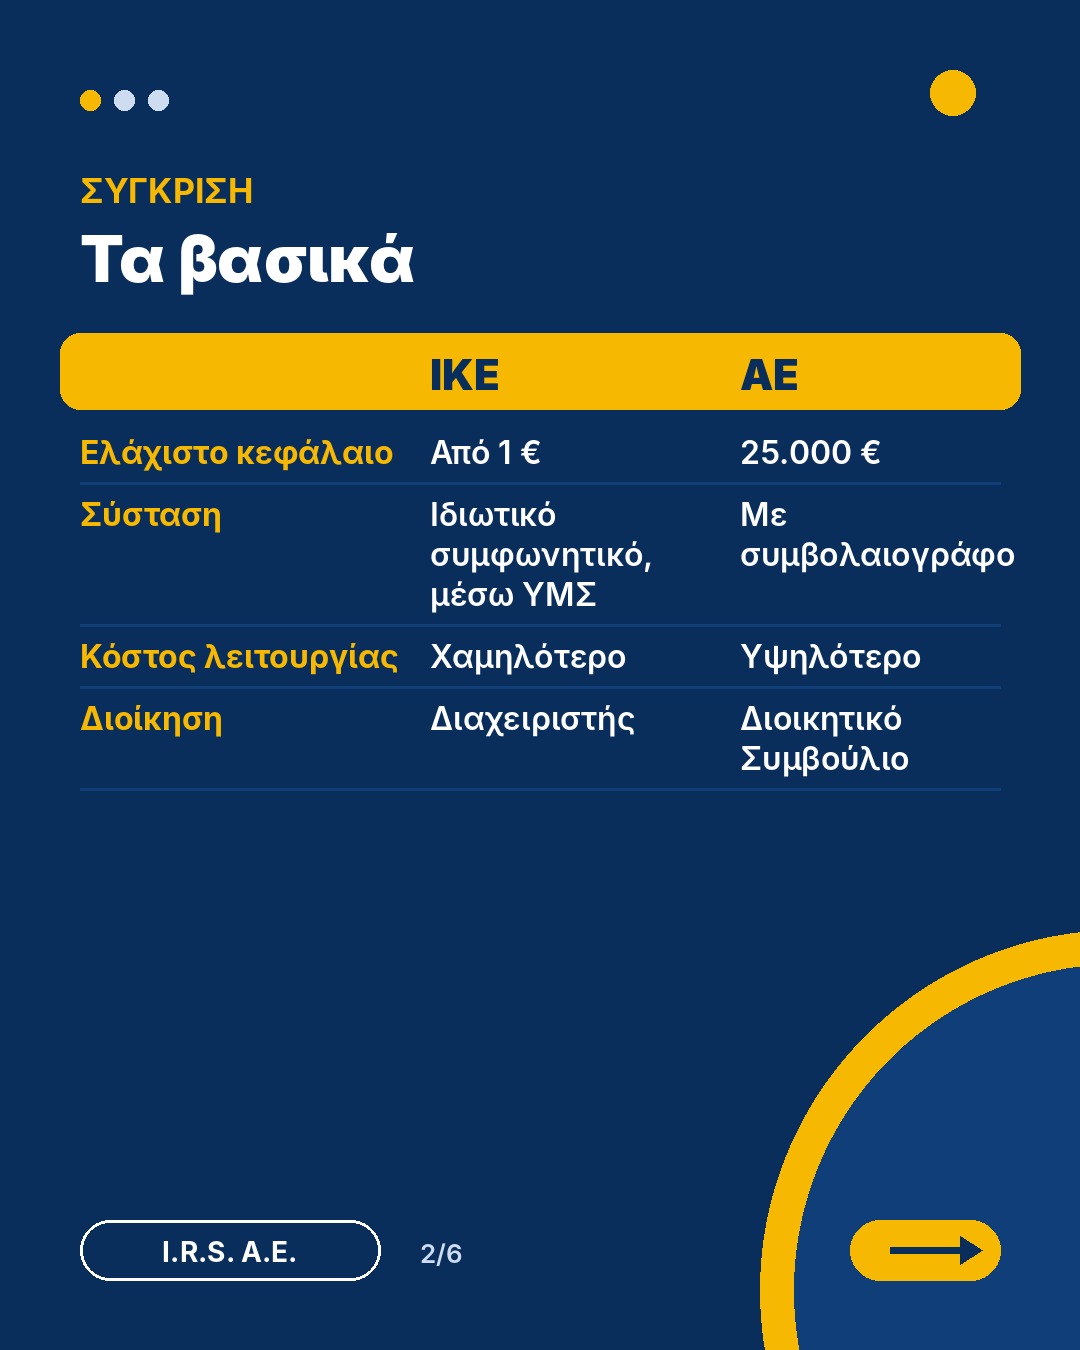 ΣΥΓΚΡΙΣΗ
Τα βασικά
ΙΚΕ ΑΕ
Ελάχιστο κεφάλαιο Από 1 € 25.000 €
Σύσταση Ιδιωτικό Με
συμφωνητικό, συμβολαιογράφο
μέσω ΥΜΣ
Κόστος λειτουργίας Χαμηλότερο Υψηλότερο
Διοίκηση Διαχειριστής Διοικητικό
Συμβούλιο
I.R.S. Α.Ε. 2/6